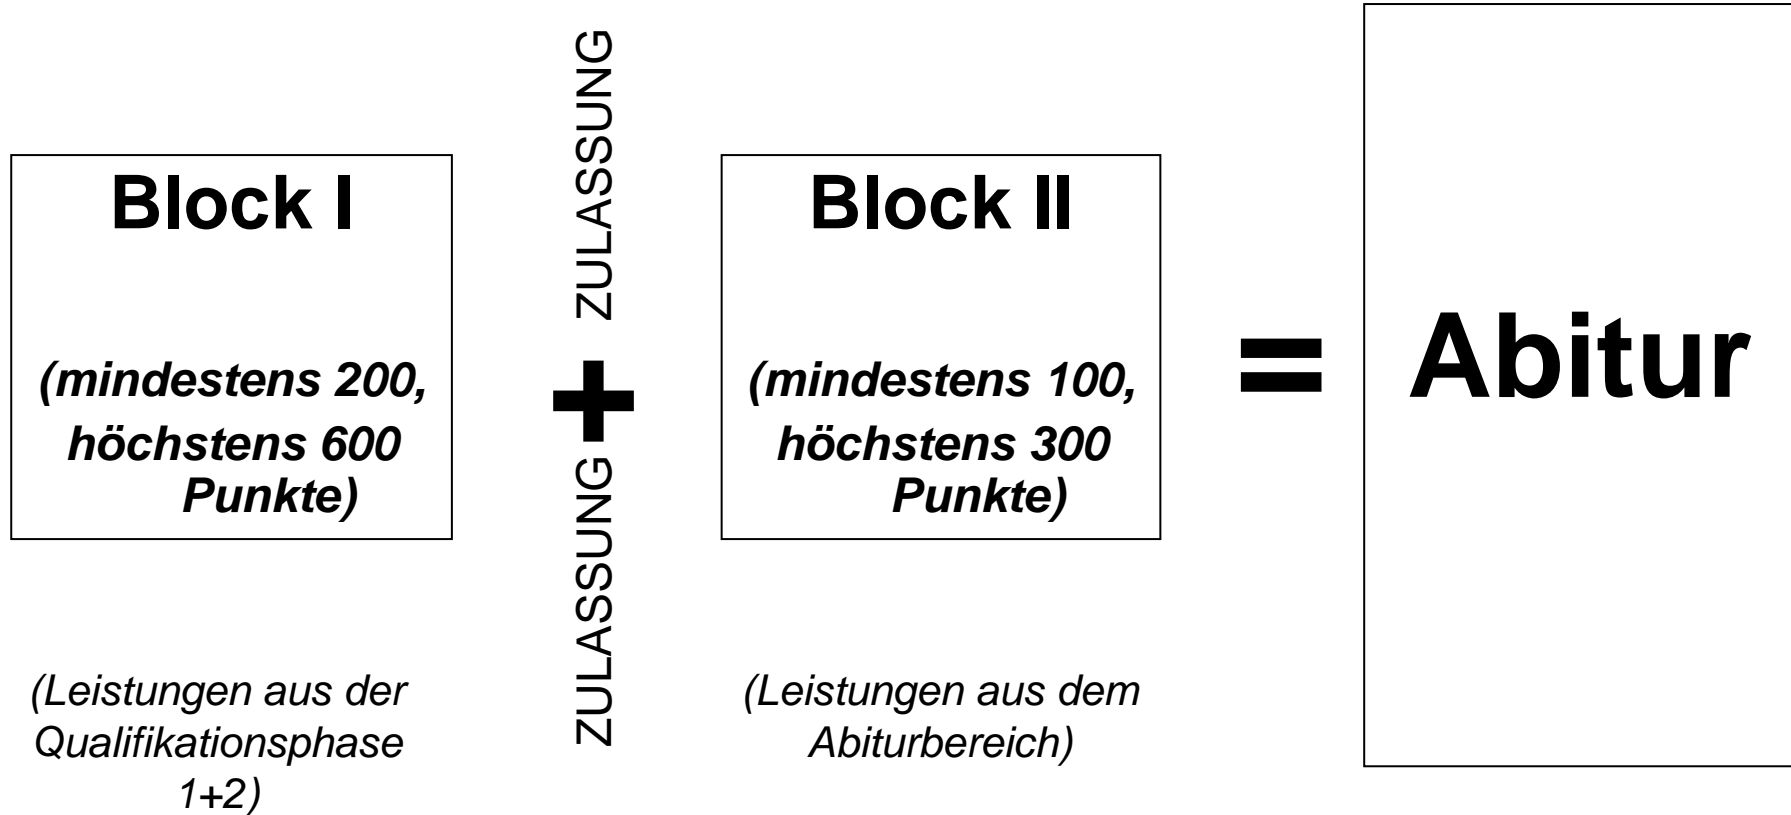 Block I
(mindestens 200,
höchstens 600
Punkte)
(Leistungen aus der
Qualifikationsphase
1+2)
ZULASSUNG
+
ZULASSUNG
Block II
(mindestens 100,
höchstens 300
Punkte)
(Leistungen aus dem
Abiturbereich)
=
Abitur